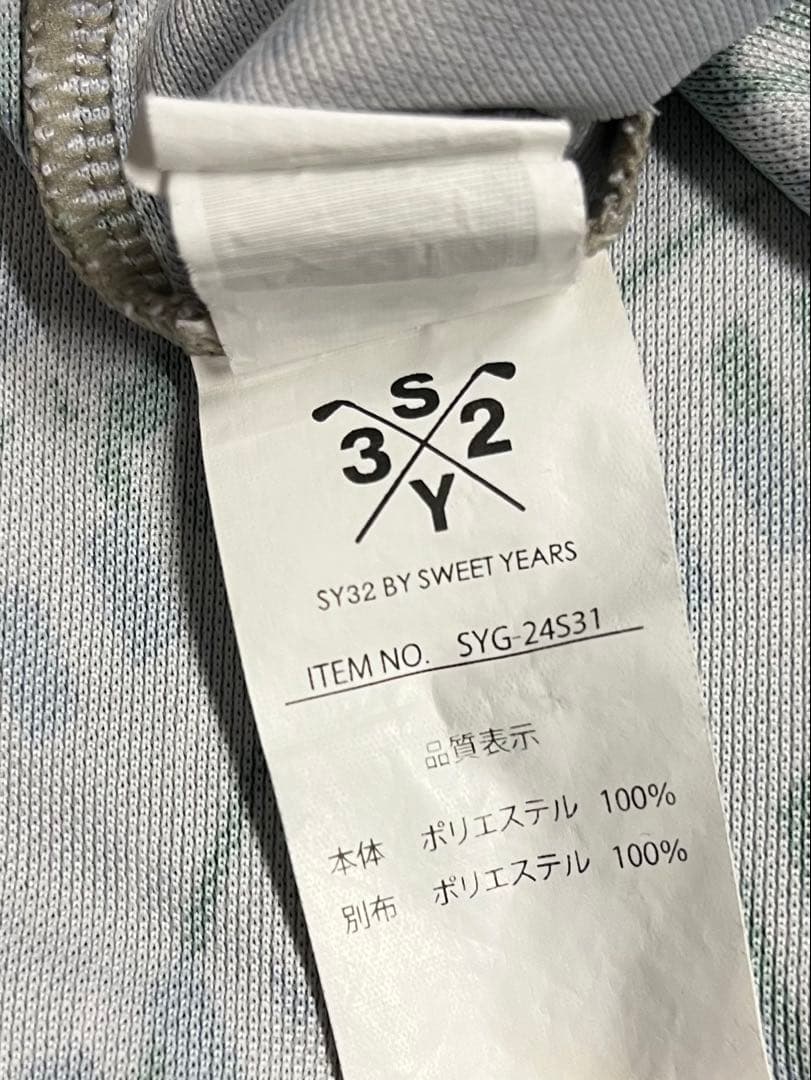 S
3 2
Y
SY32 BY SWEET YEARS
ITEM NO. SYG-24S31
品質表示
本体 ポリエステル 100%
別布 ポリエステル 100%